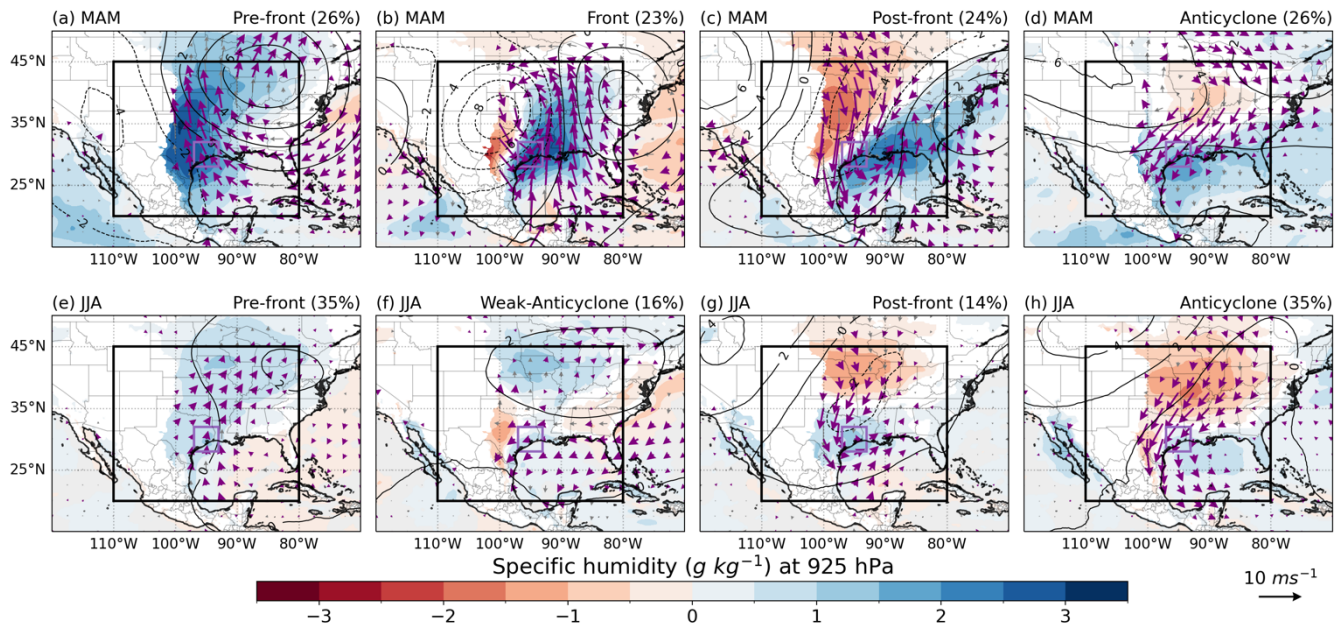 (a) MAM Pre-front (26%)
(b) MAM Front (23%)
(c) MAM Post-front (24%)
(d) MAM Anticyclone (26%)
45°N
35°N
25°N
110°W 100°W 90°W 80°W
110°W 100°W 90°W 80°W
110°W 100°W 90°W 80°W
110°W 100°W 90°W 80°W
(e) JJA Pre-front (35%)
(f) JJA Weak-Anticyclone (16%)
(g) JJA Post-front (14%)
(h) JJA Anticyclone (35%)
45°N
35°N
25°N
110°W 100°W 90°W 80°W
110°W 100°W 90°W 80°W
110°W 100°W 90°W 80°W
110°W 100°W 90°W 80°W
Specific humidity (g kg⁻¹) at 925 hPa
−3 −2 −1 0 1 2 3
10 ms⁻¹